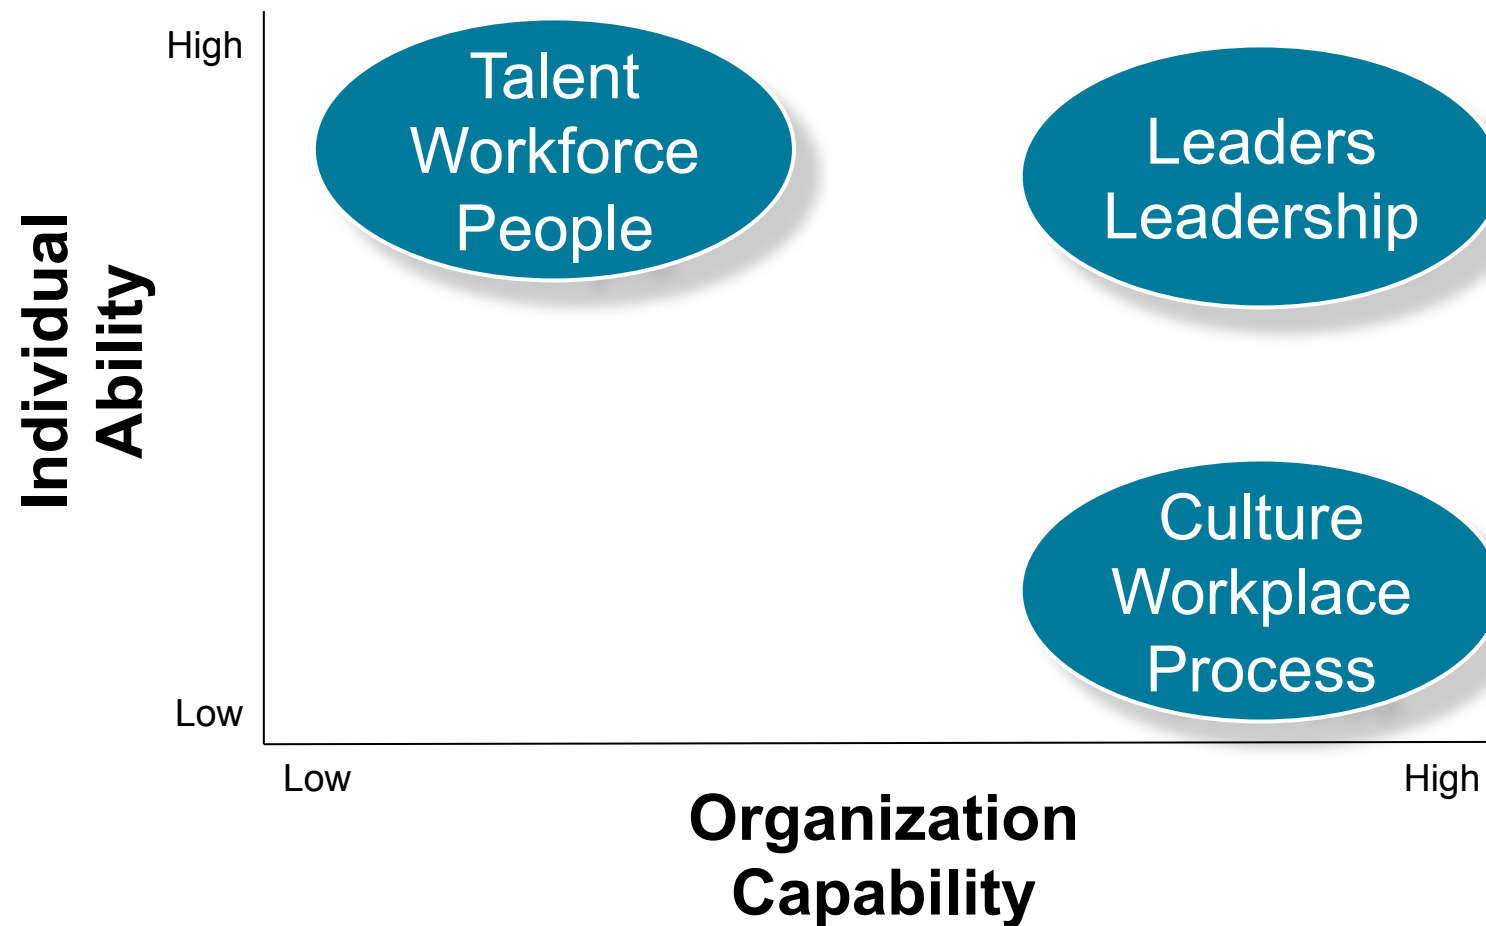 High
Talent
Workforce
People
Leaders
Leadership
Individual
Ability
Culture
Workplace
Process
Low
Low
High
Organization
Capability